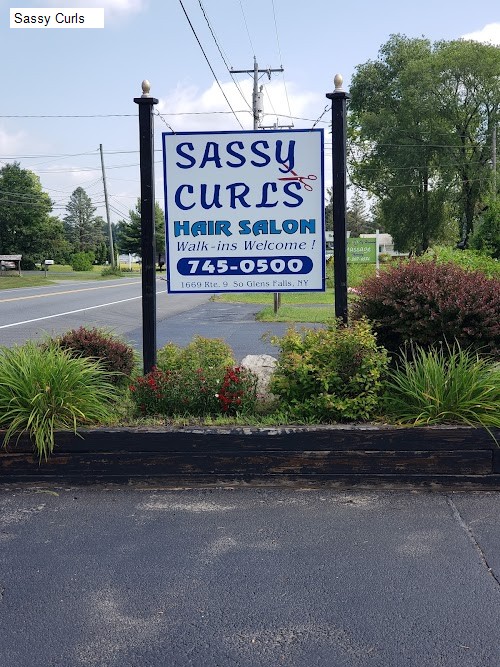 Sassy Curls
SASSY
CURLS
HAIR SALON
Walk-ins Welcome !
745-0500
1669 Rte. 9 So Glens Falls, NY